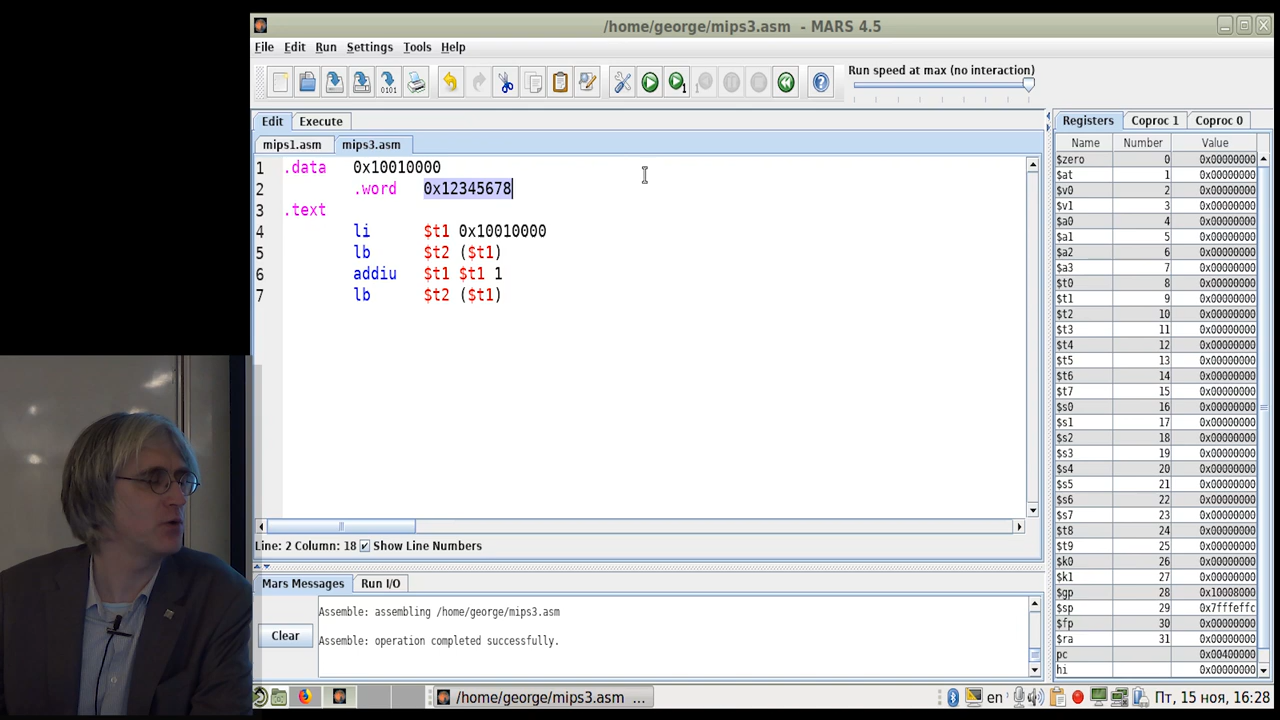 /home/george/mips3.asm - MARS 4.5
File Edit Run Settings Tools Help
Run speed at max (no interaction)
Edit Execute
mips1.asm mips3.asm
1 .data 0x10010000
2 .word 0x12345678
3 .text
4 li $t1 0x10010000
5 lb $t2 ($t1)
6 addiu $t1 $t1 1
7 lb $t2 ($t1)
Line: 2 Column: 18 Show Line Numbers
Mars Messages Run I/O
Assemble: assembling /home/george/mips3.asm
Assemble: operation completed successfully.
Clear
Registers Coproc 1 Coproc 0
Name Number Value
$zero 0 0x00000000
$at 1 0x00000000
$v0 2 0x00000000
$v1 3 0x00000000
$a0 4 0x00000000
$a1 5 0x00000000
$a2 6 0x00000000
$a3 7 0x00000000
$t0 8 0x00000000
$t1 9 0x00000000
$t2 10 0x00000000
$t3 11 0x00000000
$t4 12 0x00000000
$t5 13 0x00000000
$t6 14 0x00000000
$t7 15 0x00000000
$s0 16 0x00000000
$s1 17 0x00000000
$s2 18 0x00000000
$s3 19 0x00000000
$s4 20 0x00000000
$s5 21 0x00000000
$s6 22 0x00000000
$s7 23 0x00000000
$t8 24 0x00000000
$t9 25 0x00000000
$k0 26 0x00000000
$k1 27 0x00000000
$gp 28 0x10008000
$sp 29 0x7fffeffc
$fp 30 0x00000000
$ra 31 0x00000000
pc 0x00400000
hi 0x00000000
/home/george/mips3.asm ...
en Пт, 15 ноя, 16:28